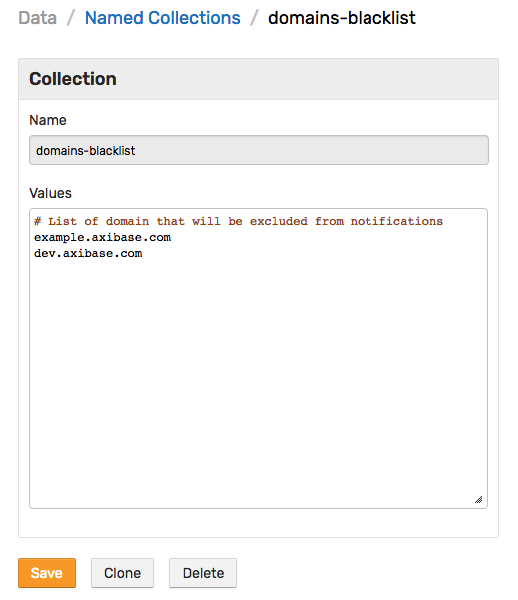 Data / Named Collections / domains-blacklist
Collection
Name
domains-blacklist
Values
# List of domain that will be excluded from notifications
example.axibase.com
dev.axibase.com
Save Clone Delete